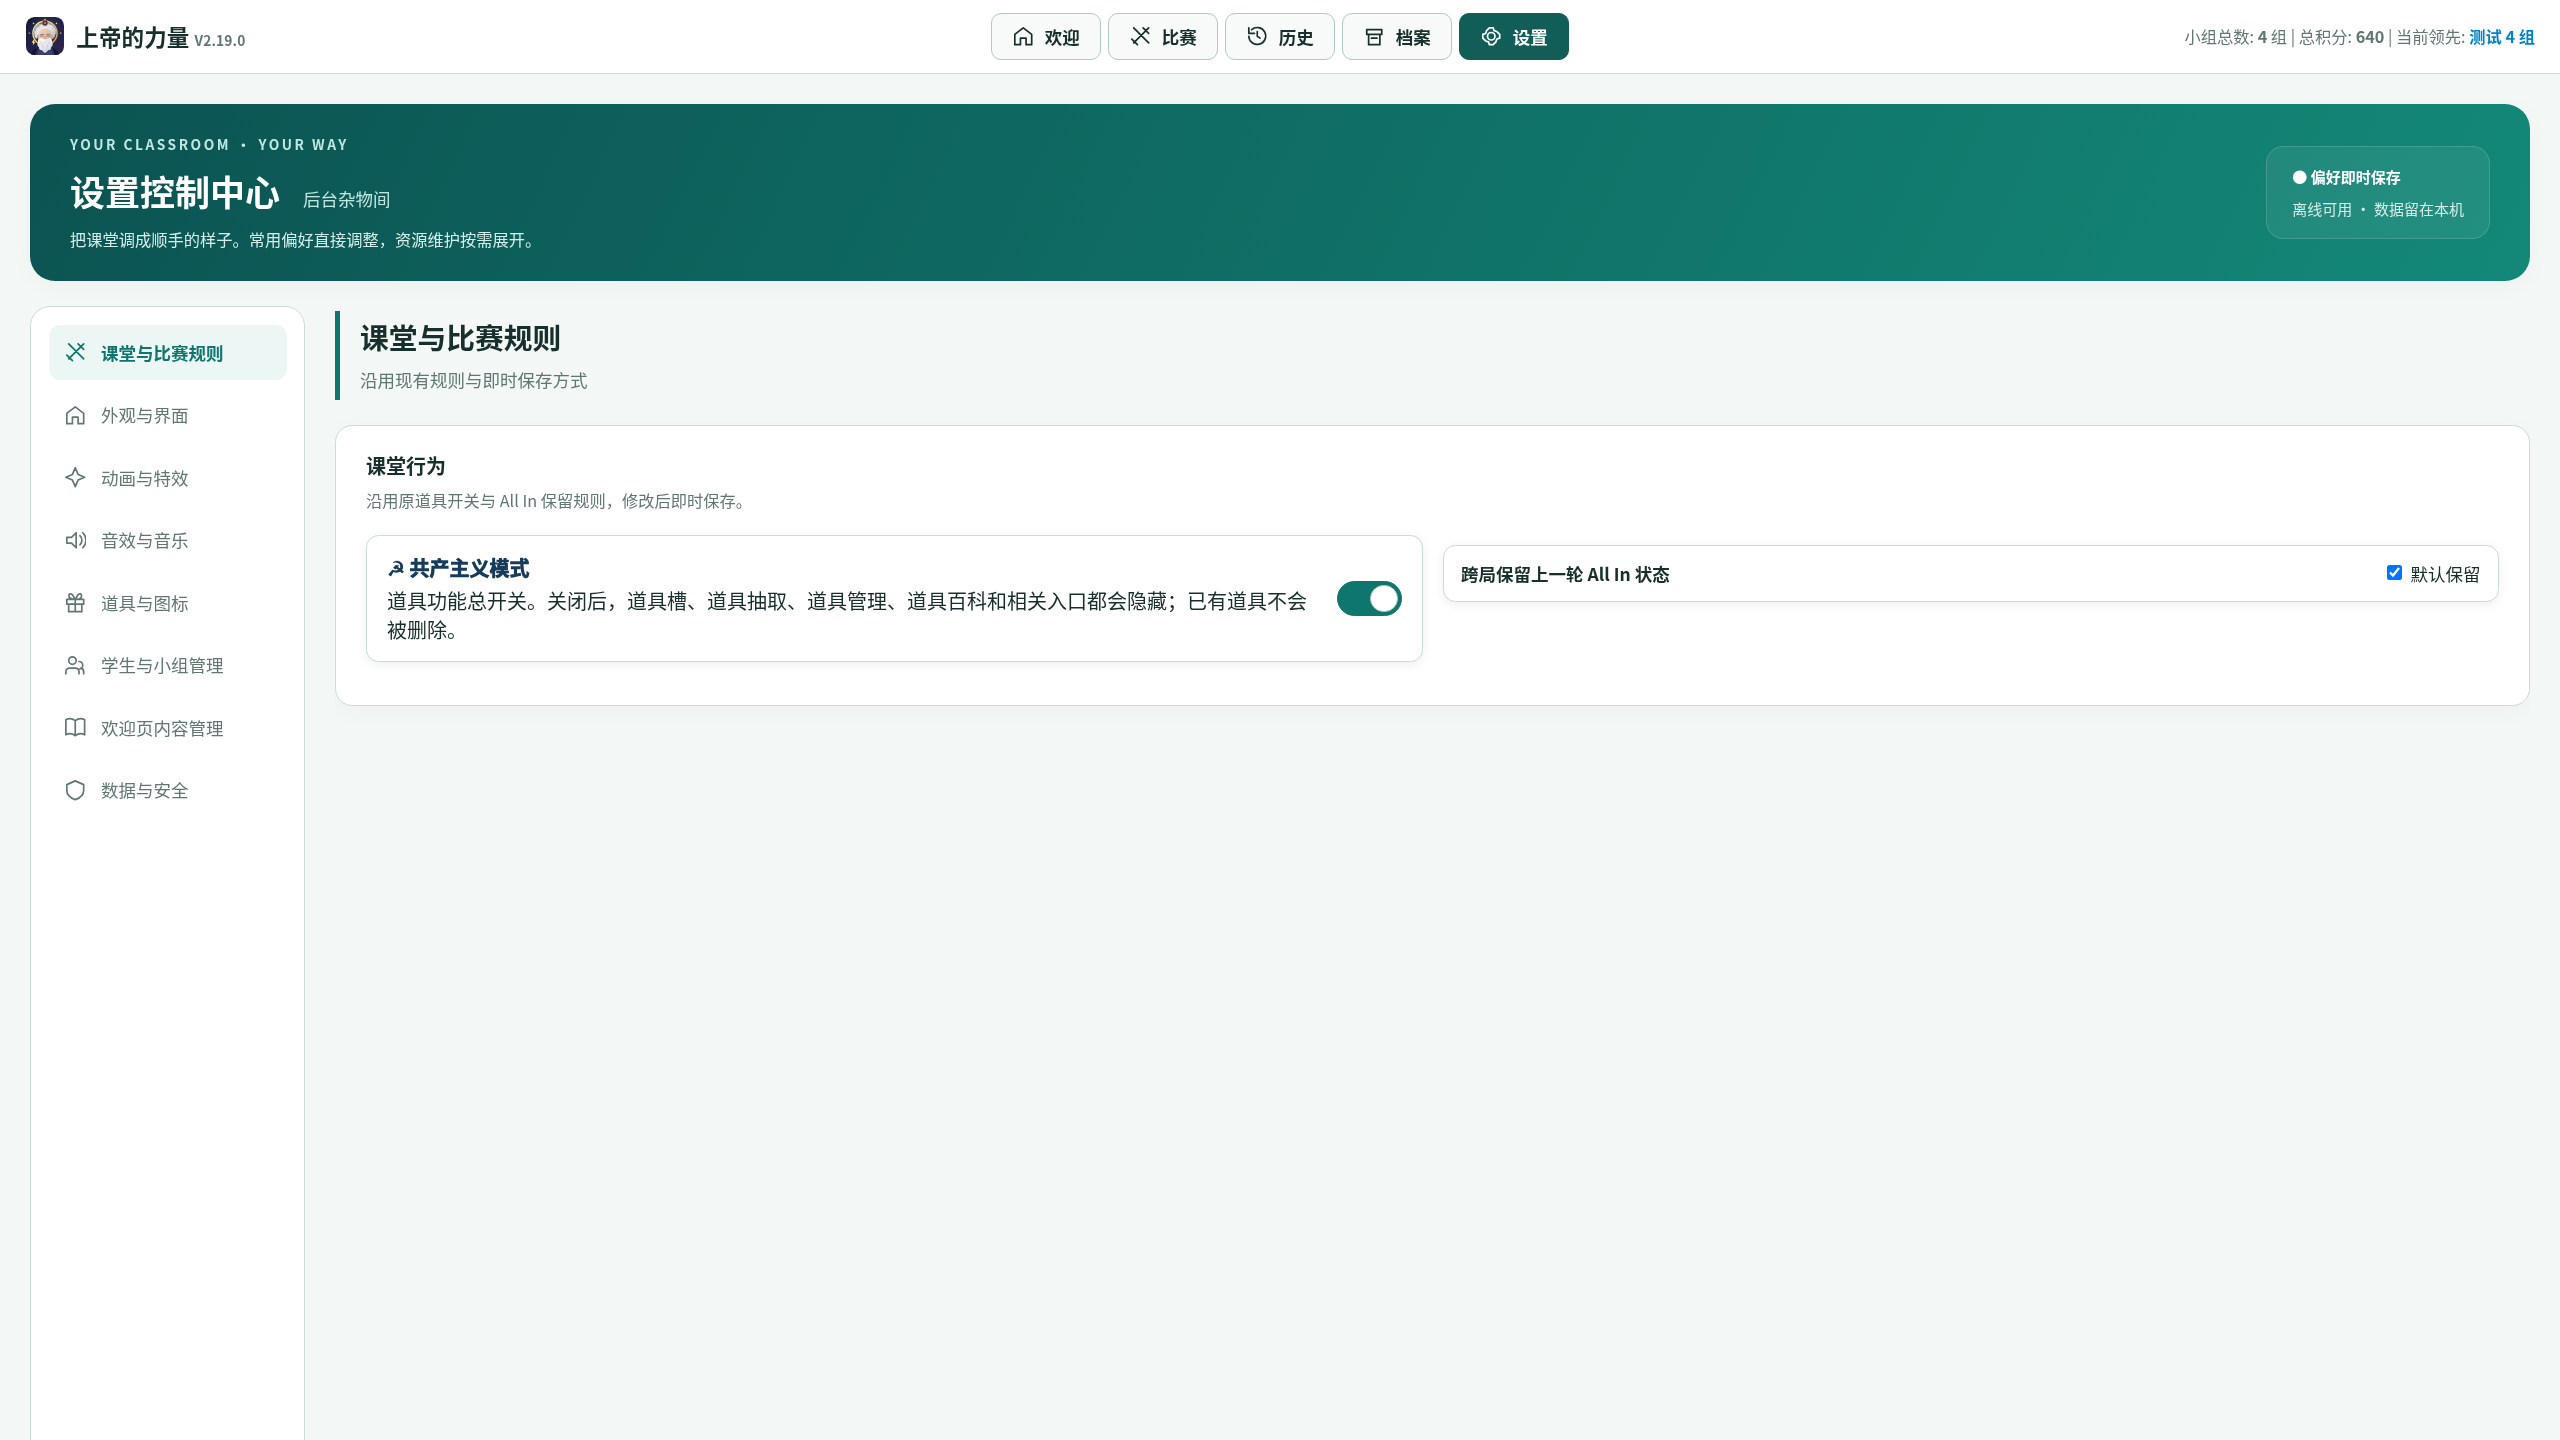 上帝的力量 V2.19.0
欢迎
比赛
历史
档案
设置
小组总数: 4 组 | 总积分: 640 | 当前领先: 测试 4 组
YOUR CLASSROOM · YOUR WAY
设置控制中心 后台杂物间
把课堂调成顺手的样子。常用偏好直接调整，资源维护按需展开。
● 偏好即时保存
离线可用 · 数据留在本机
课堂与比赛规则
外观与界面
动画与特效
音效与音乐
道具与图标
学生与小组管理
欢迎页内容管理
数据与安全
课堂与比赛规则
沿用现有规则与即时保存方式
课堂行为
沿用原道具开关与 All In 保留规则，修改后即时保存。
☭ 共产主义模式
道具功能总开关。关闭后，道具槽、道具抽取、道具管理、道具百科和相关入口都会隐藏；已有道具不会
被删除。
跨局保留上一轮 All In 状态
默认保留